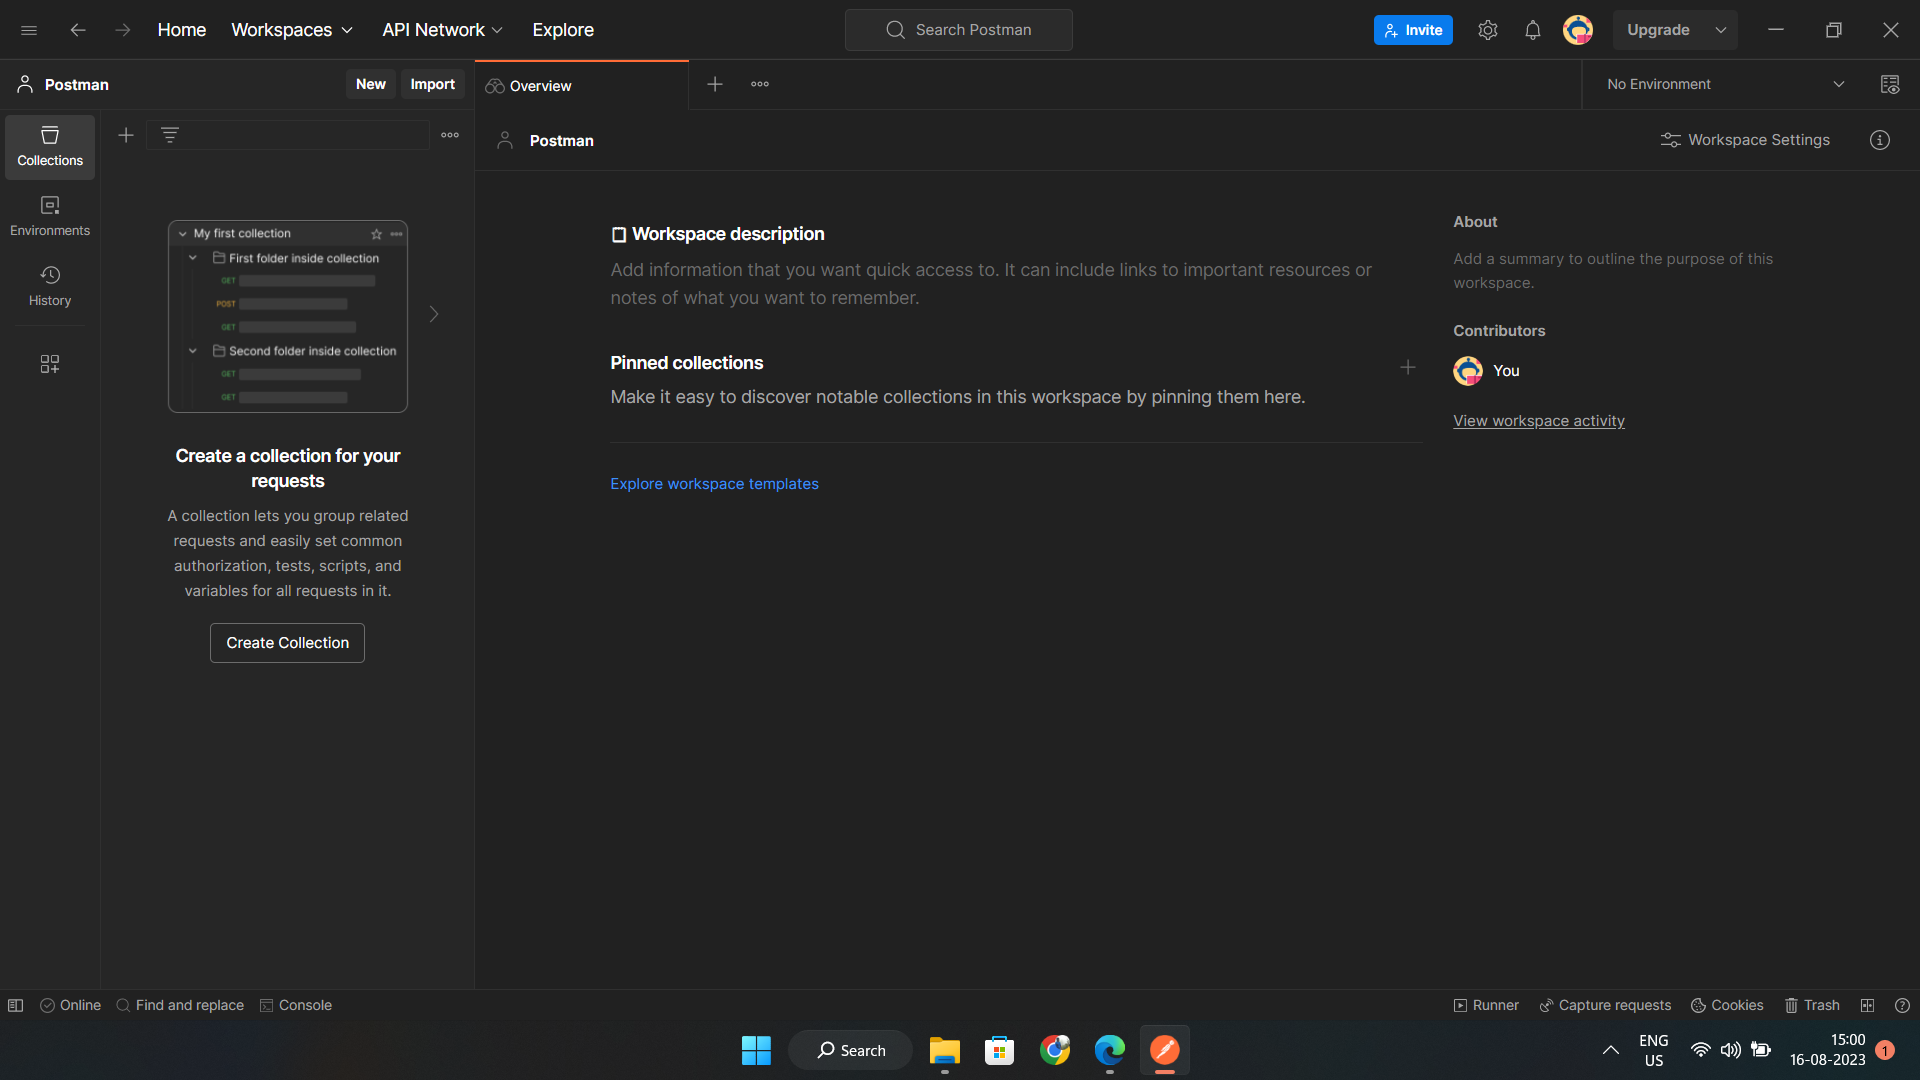 Home Workspaces API Network Explore
Search Postman
Invite
Upgrade
Postman
New Import
Overview
No Environment
Collections
Environments
History
My first collection
First folder inside collection
GET
POST
GET
Second folder inside collection
GET
GET
Create a collection for your
requests
A collection lets you group related
requests and easily set common
authorization, tests, scripts, and
variables for all requests in it.
Create Collection
Postman
Workspace Settings
Workspace description
Add information that you want quick access to. It can include links to important resources or
notes of what you want to remember.
Pinned collections
Make it easy to discover notable collections in this workspace by pinning them here.
Explore workspace templates
About
Add a summary to outline the purpose of this
workspace.
Contributors
You
View workspace activity
Online Find and replace Console
Runner Capture requests Cookies Trash
Search
ENG
US
15:00
16-08-2023
1